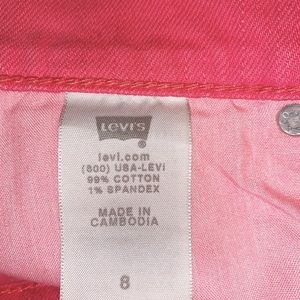 LEVI'S
levi.com
(800) USA-LEVI
99% COTTON
1% SPANDEX
MADE IN
CAMBODIA
8